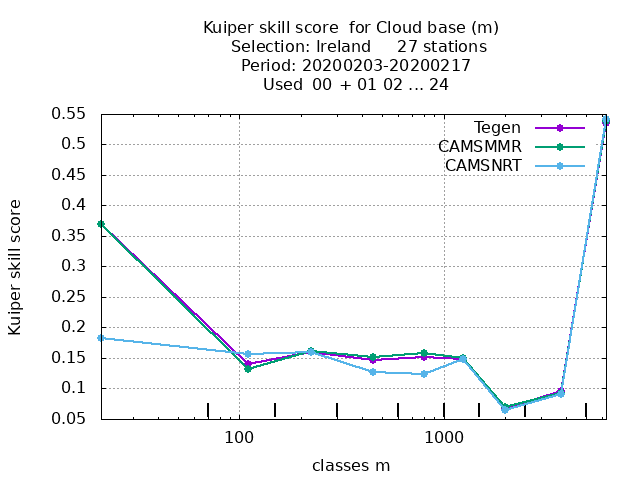 Kuiper skill score  for Cloud base (m)
Selection: Ireland     27 stations
Period: 20200203-20200217
Used  00 + 01 02 ... 24
Tegen
CAMSMMR
CAMSNRT
0.55
0.5
0.45
0.4
0.35
0.3
0.25
0.2
0.15
0.1
0.05
Kuiper skill score
100
1000
classes m